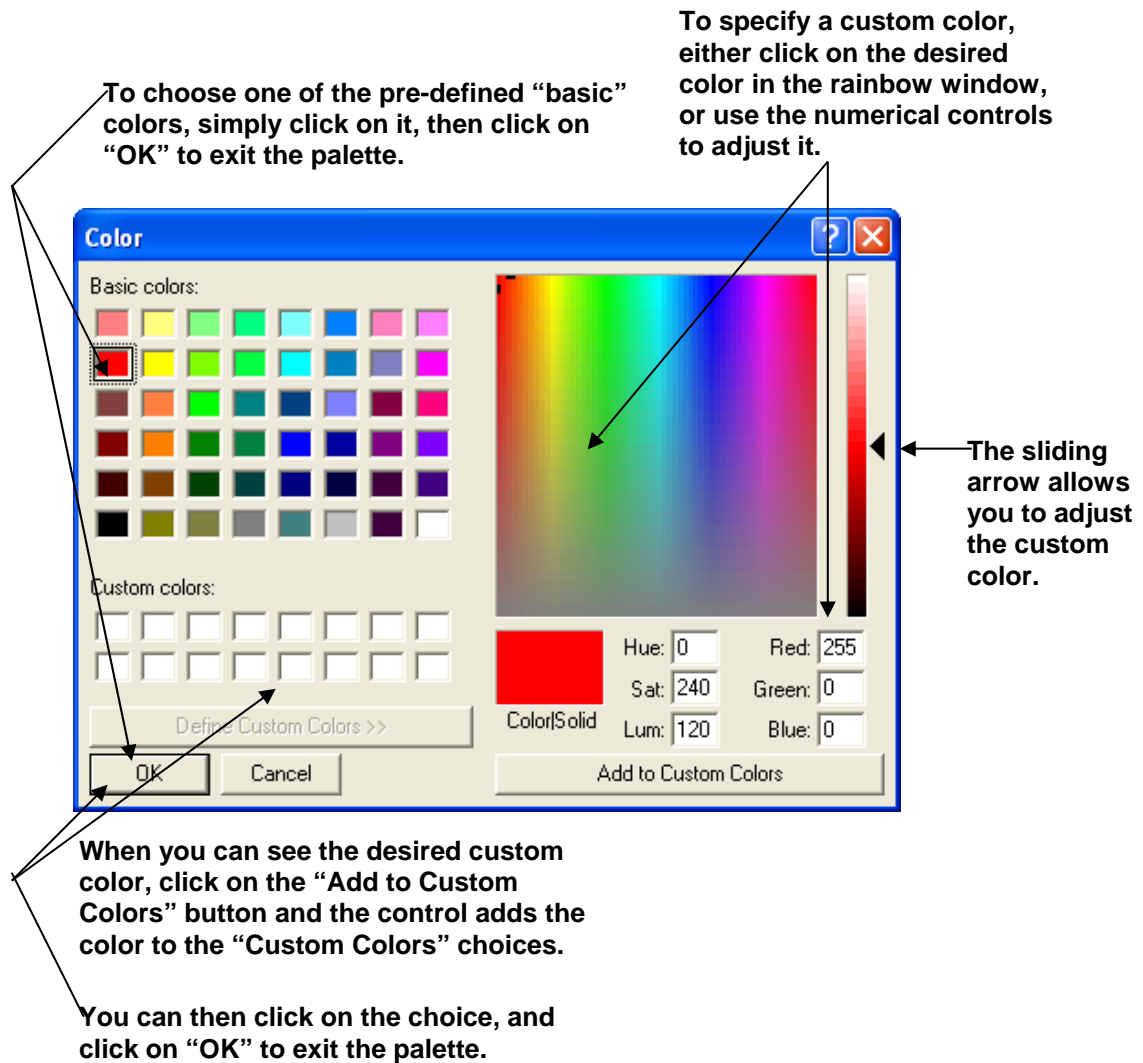 To specify a custom color,
either click on the desired
color in the rainbow window,
or use the numerical controls
to adjust it.
To choose one of the pre-defined “basic”
colors, simply click on it, then click on
“OK” to exit the palette.
Color
Basic colors:
The sliding
arrow allows
you to adjust
the custom
color.
Custom colors:
Define Custom Colors >>
OK
Cancel
Color|Solid
Hue: 0
Red: 255
Sat: 240
Green: 0
Lum: 120
Blue: 0
Add to Custom Colors
When you can see the desired custom
color, click on the “Add to Custom
Colors” button and the control adds the
color to the “Custom Colors” choices.
You can then click on the choice, and
click on “OK” to exit the palette.